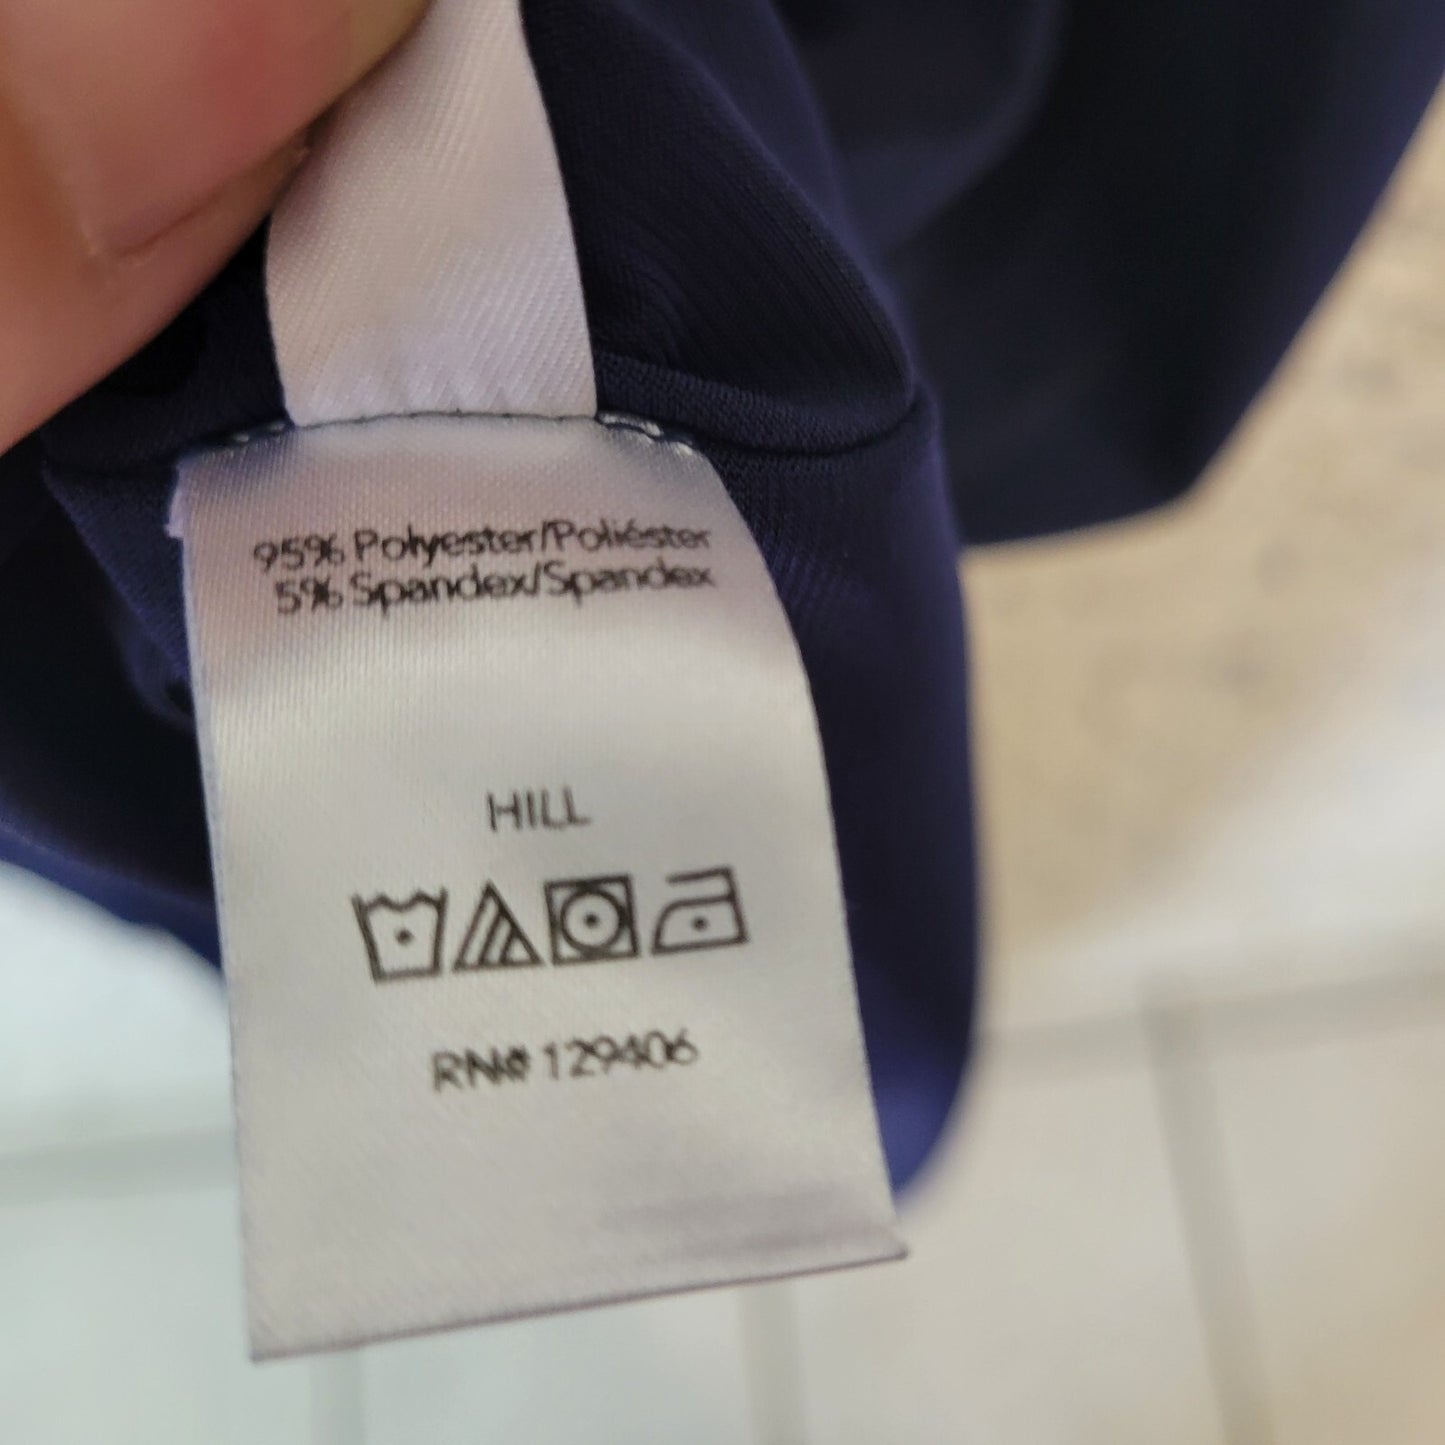 95% Polyester/Poliéster
5% Spandex/Spandex
HILL
RN# 129406